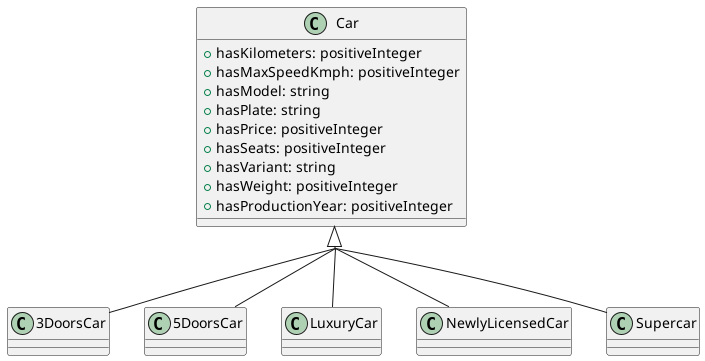 C Car
hasKilometers: positiveInteger
hasMaxSpeedKmph: positiveInteger
hasModel: string
hasPlate: string
hasPrice: positiveInteger
hasSeats: positiveInteger
hasVariant: string
hasWeight: positiveInteger
hasProductionYear: positiveInteger
C 3DoorsCar
C 5DoorsCar
C LuxuryCar
C NewlyLicensedCar
C Supercar